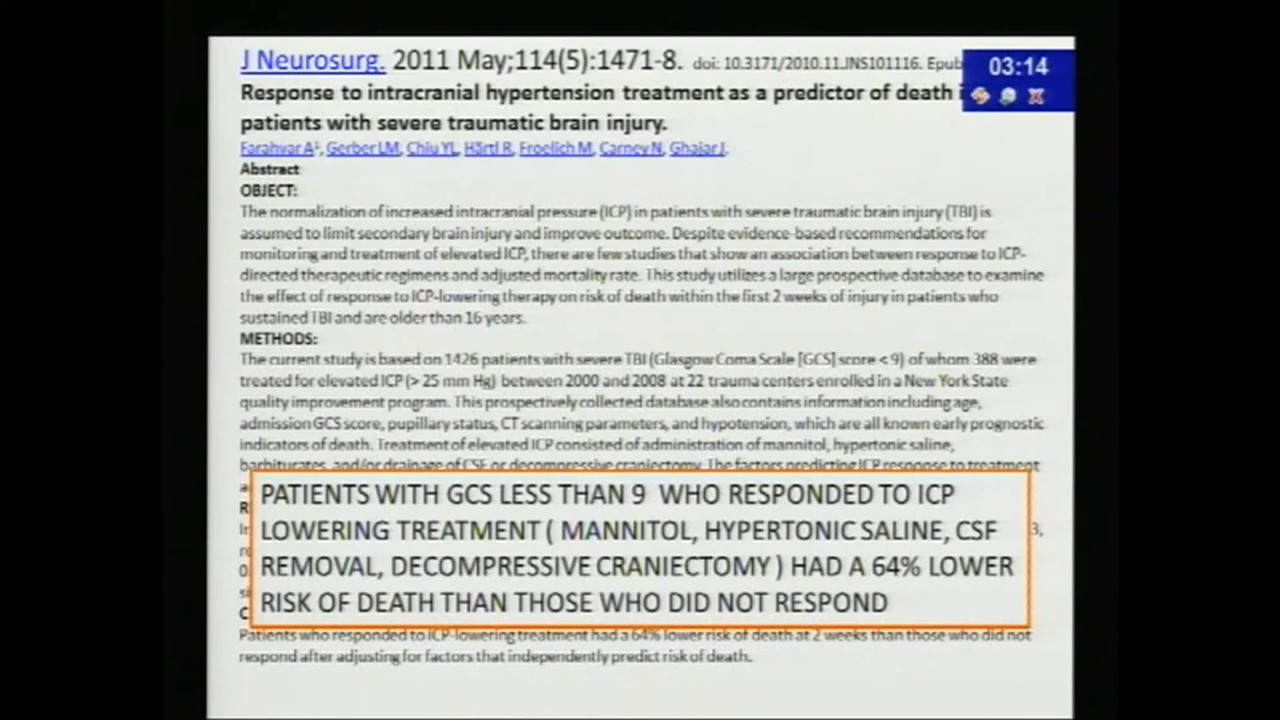 J Neurosurg. 2011 May;114(5):1471-8. doi: 10.3171/2010.11.JNS101116. Epub
03:14
Response to intracranial hypertension treatment as a predictor of death i
patients with severe traumatic brain injury.
Farahvar A¹, Gerber LM, Chiu YL, Härtl R, Froelich M, Carney N, Ghajar J.
Abstract
OBJECT:
The normalization of increased intracranial pressure (ICP) in patients with severe traumatic brain injury (TBI) is
assumed to limit secondary brain injury and improve outcome. Despite evidence-based recommendations for
monitoring and treatment of elevated ICP, there are few studies that show an association between response to ICP-
directed therapeutic regimens and adjusted mortality rate. This study utilizes a large prospective database to examine
the effect of response to ICP-lowering therapy on risk of death within the first 2 weeks of injury in patients who
sustained TBI and are older than 16 years.
METHODS:
The current study is based on 1426 patients with severe TBI (Glasgow Coma Scale [GCS] score < 9) of whom 388 were
treated for elevated ICP (> 25 mm Hg) between 2000 and 2008 at 22 trauma centers enrolled in a New York State
quality improvement program. This prospectively collected database also contains information including age,
admission GCS score, pupillary status, CT scanning parameters, and hypotension, which are all known early prognostic
indicators of death. Treatment of elevated ICP consisted of administration of mannitol, hypertonic saline,
barbiturates, and/or drainage of CSF or decompressive craniectomy. The factors predicting ICP response to treatment
PATIENTS WITH GCS LESS THAN 9 WHO RESPONDED TO ICP
LOWERING TREATMENT ( MANNITOL, HYPERTONIC SALINE, CSF
REMOVAL, DECOMPRESSIVE CRANIECTOMY ) HAD A 64% LOWER
RISK OF DEATH THAN THOSE WHO DID NOT RESPOND
Patients who responded to ICP-lowering treatment had a 64% lower risk of death at 2 weeks than those who did not
respond after adjusting for factors that independently predict risk of death.